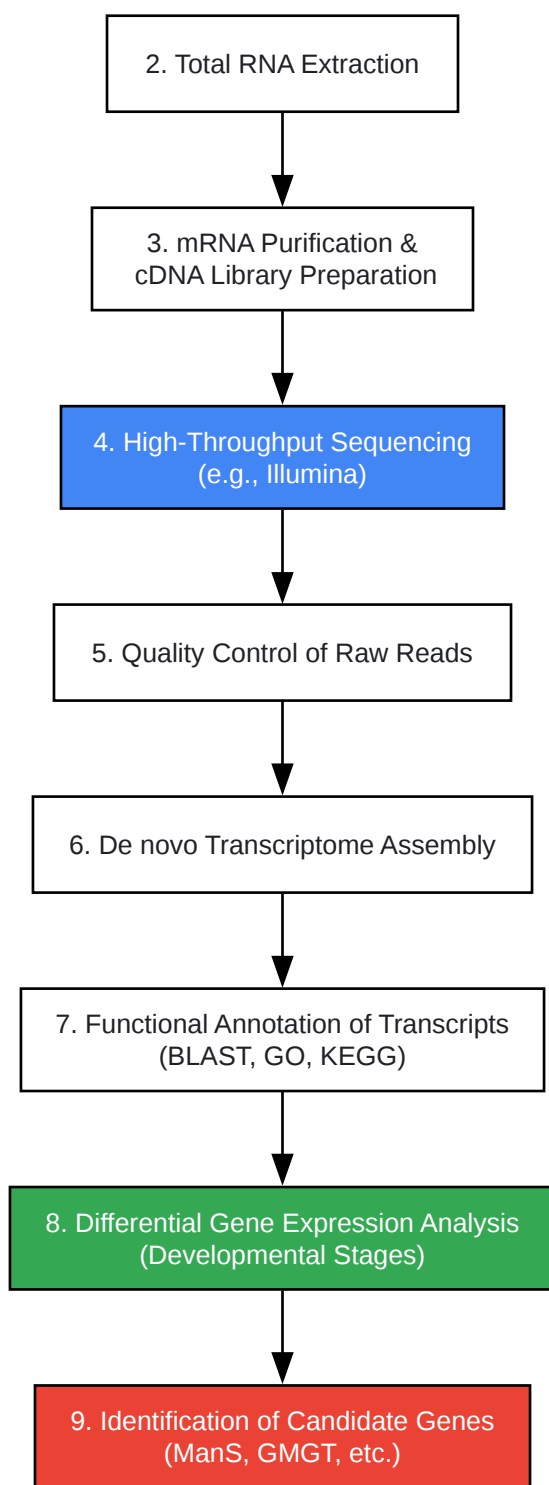 2. Total RNA Extraction
3. mRNA Purification &
cDNA Library Preparation
4. High-Throughput Sequencing
(e.g., Illumina)
5. Quality Control of Raw Reads
6. De novo Transcriptome Assembly
7. Functional Annotation of Transcripts
(BLAST, GO, KEGG)
8. Differential Gene Expression Analysis
(Developmental Stages)
9. Identification of Candidate Genes
(ManS, GMGT, etc.)